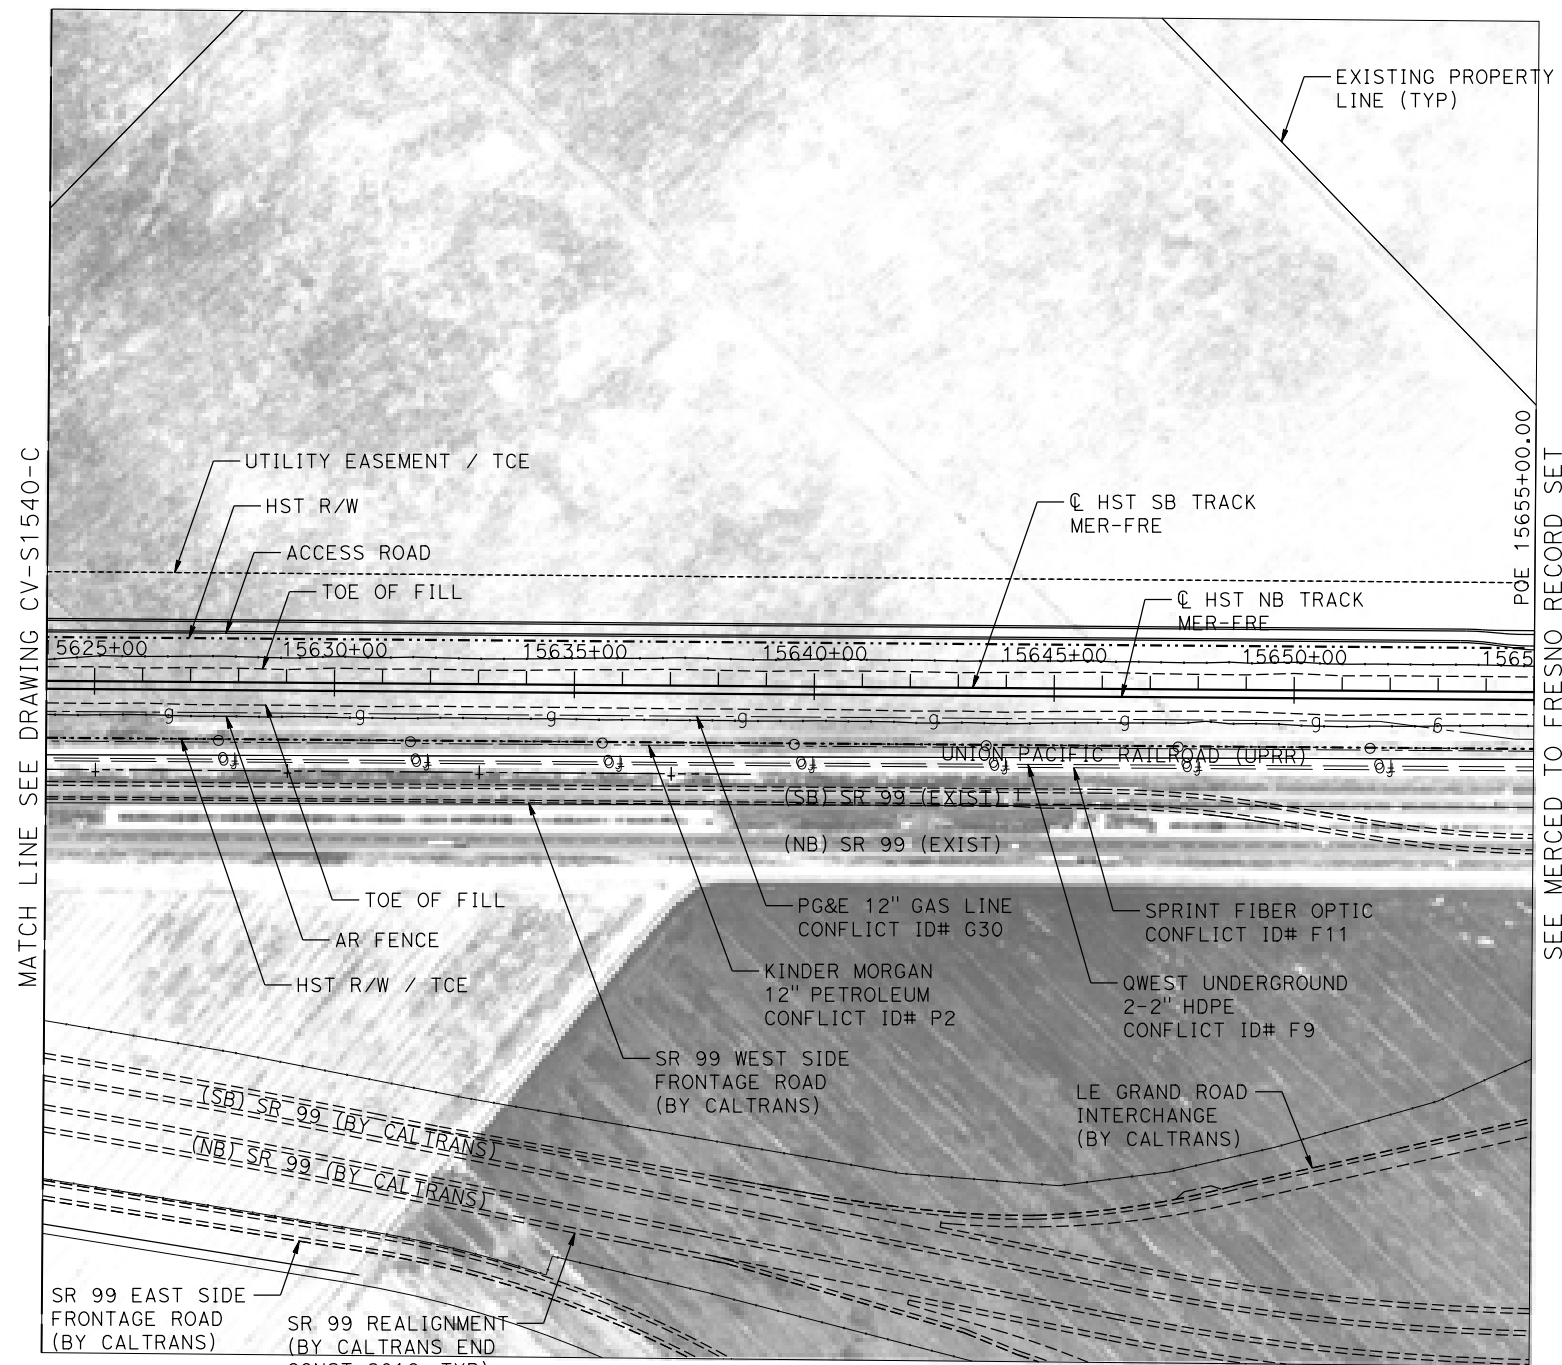 EXISTING PROPERTY
LINE (TYP)
MATCH LINE SEE DRAWING CV-S1540-C
SEE MERCED TO FRESNO RECORD SET
POE 15655+00.00
UTILITY EASEMENT / TCE
HST R/W
ACCESS ROAD
TOE OF FILL
℄ HST SB TRACK
MER-FRE
℄ HST NB TRACK
MER-FRE
15625+00
15630+00
15635+00
15640+00
15645+00
15650+00
1565
UNION PACIFIC RAILROAD (UPRR)
(SB) SR 99 (EXIST)
(NB) SR 99 (EXIST)
TOE OF FILL
AR FENCE
HST R/W / TCE
PG&E 12" GAS LINE
CONFLICT ID# G30
KINDER MORGAN
12" PETROLEUM
CONFLICT ID# P2
SPRINT FIBER OPTIC
CONFLICT ID# F11
QWEST UNDERGROUND
2-2" HDPE
CONFLICT ID# F9
SR 99 WEST SIDE
FRONTAGE ROAD
(BY CALTRANS)
LE GRAND ROAD
INTERCHANGE
(BY CALTRANS)
(SB) SR 99 (BY CALTRANS)
(NB) SR 99 (BY CALTRANS)
SR 99 EAST SIDE
FRONTAGE ROAD
(BY CALTRANS)
SR 99 REALIGNMENT
(BY CALTRANS END